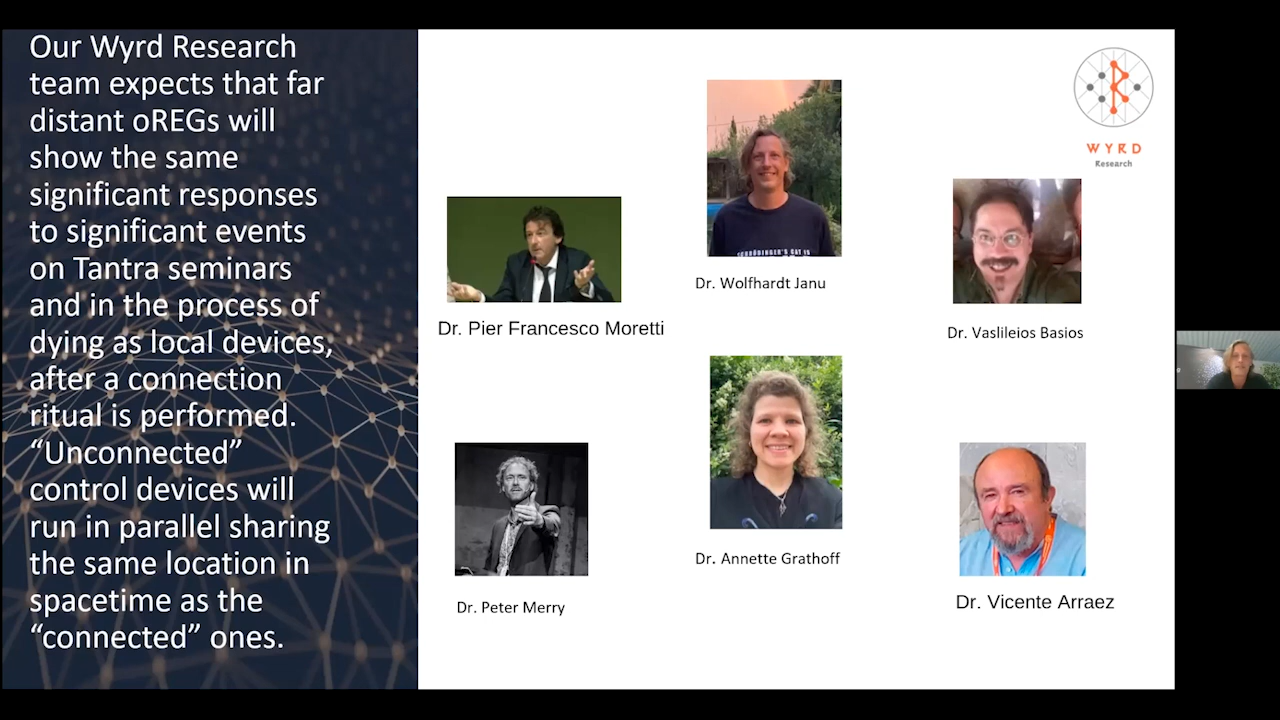 Our Wyrd Research
team expects that far
distant oREGs will
show the same
significant responses
to significant events
on Tantra seminars
and in the process of
dying as local devices,
after a connection
ritual is performed.
“Unconnected”
control devices will
run in parallel sharing
the same location in
spacetime as the
“connected” ones.
WYRD
Research
SCHRÖDINGER'S CAT IS
Dr. Wolfhardt Janu
Dr. Pier Francesco Moretti
Dr. Vaslileios Basios
Dr. Annette Grathoff
Dr. Peter Merry
Dr. Vicente Arraez